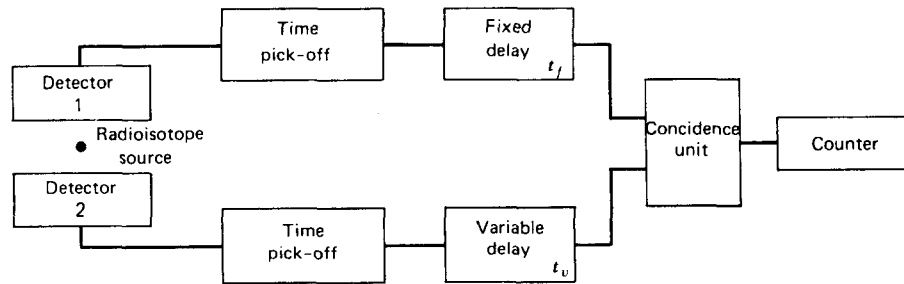 Time
pick-off
Fixed
delay
t_f
Detector
1
Radioisotope
source
Concidence
unit
Counter
Detector
2
Time
pick-off
Variable
delay
t_v